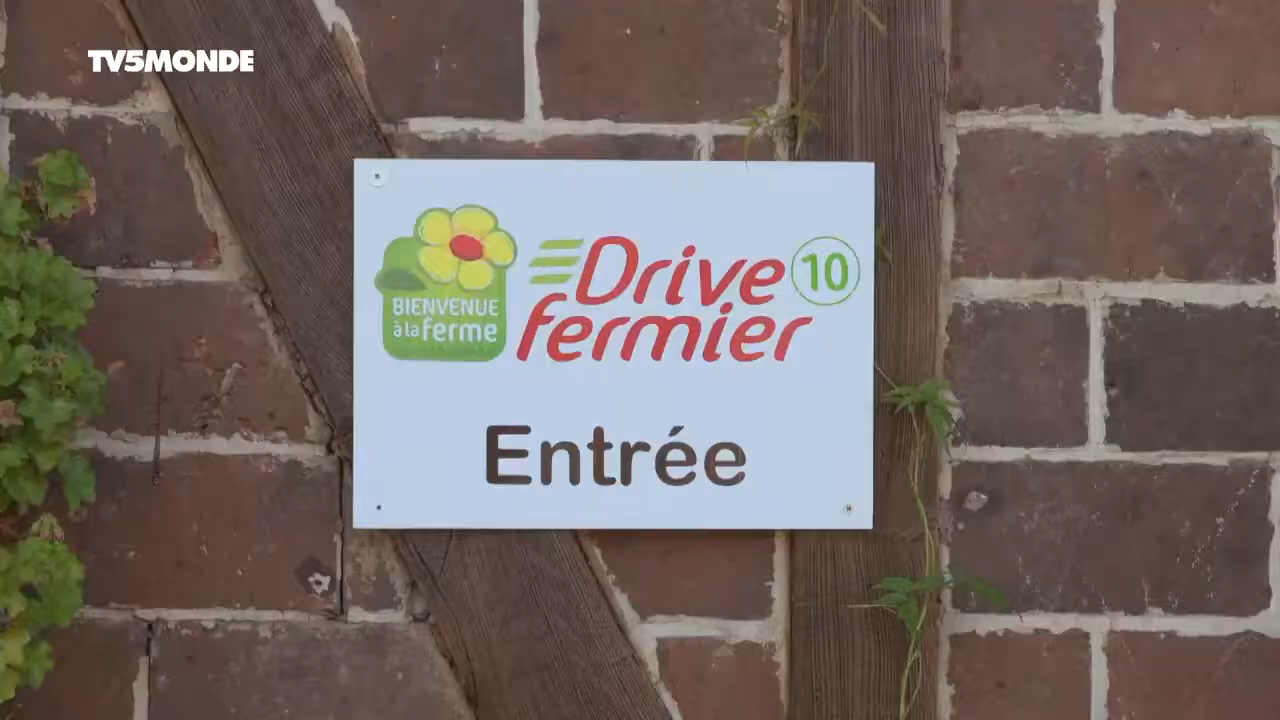 TV5MONDE
BIENVENUE
à la ferme
Drive 10
fermier
Entrée